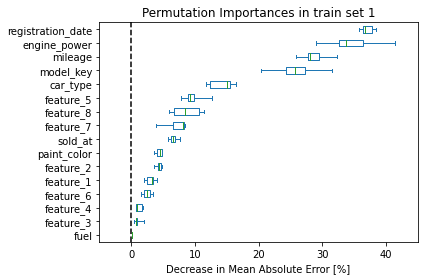 Permutation Importances in train set 1
registration_date
engine_power
mileage
model_key
car_type
feature_5
feature_8
feature_7
sold_at
paint_color
feature_2
feature_1
feature_6
feature_4
feature_3
fuel
0 10 20 30 40
Decrease in Mean Absolute Error [%]